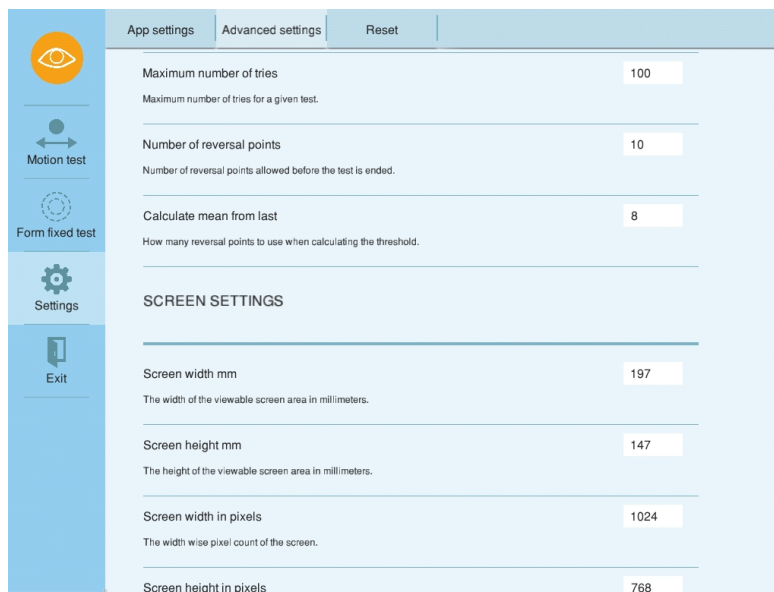 App settings
Advanced settings
Reset
Motion test
Form fixed test
Settings
Exit
Maximum number of tries
100
Maximum number of tries for a given test.
Number of reversal points
10
Number of reversal points allowed before the test is ended.
Calculate mean from last
8
How many reversal points to use when calculating the threshold.
SCREEN SETTINGS
Screen width mm
197
The width of the viewable screen area in millimeters.
Screen height mm
147
The height of the viewable screen area in millimeters.
Screen width in pixels
1024
The width wise pixel count of the screen.
Screen height in pixels
768